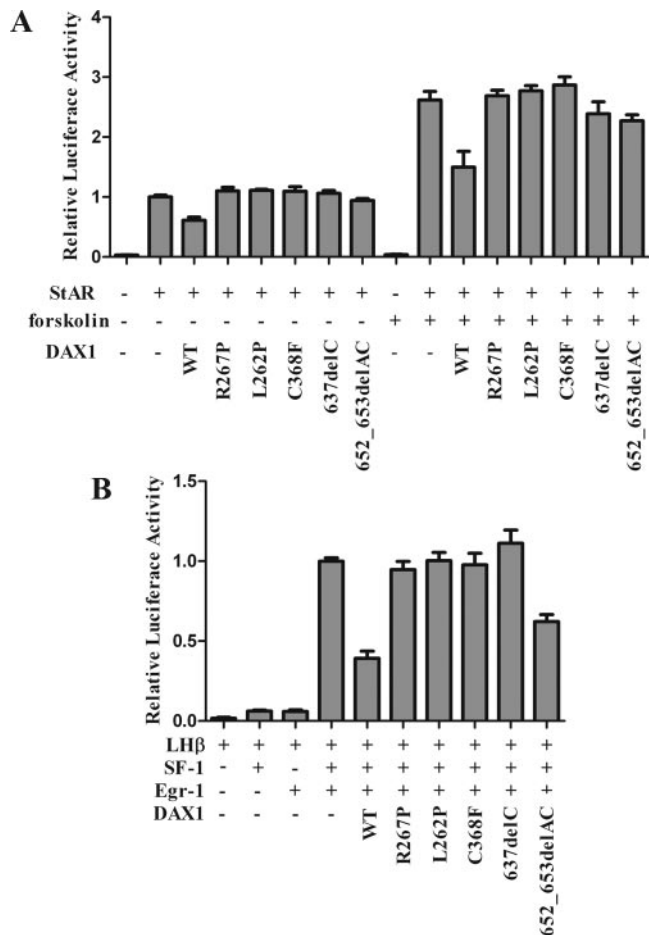 A
Relative Luciferace Activity
4
3
2
1
0
StAR - + + + + + + + - + + + + + + +
forskolin - - - - - - - - + + + + + + + +
DAX1 - - WT R267P L262P C368F 637delC 652_653delAC - - WT R267P L262P C368F 637delC 652_653delAC
B
Relative Luciferace Activity
1.5
1.0
0.5
0.0
LHβ + + + + + + + + +
SF-1 - + - + + + + + +
Egr-1 - - + + + + + + +
DAX1 - - - - WT R267P L262P C368F 637delC 652_653delAC